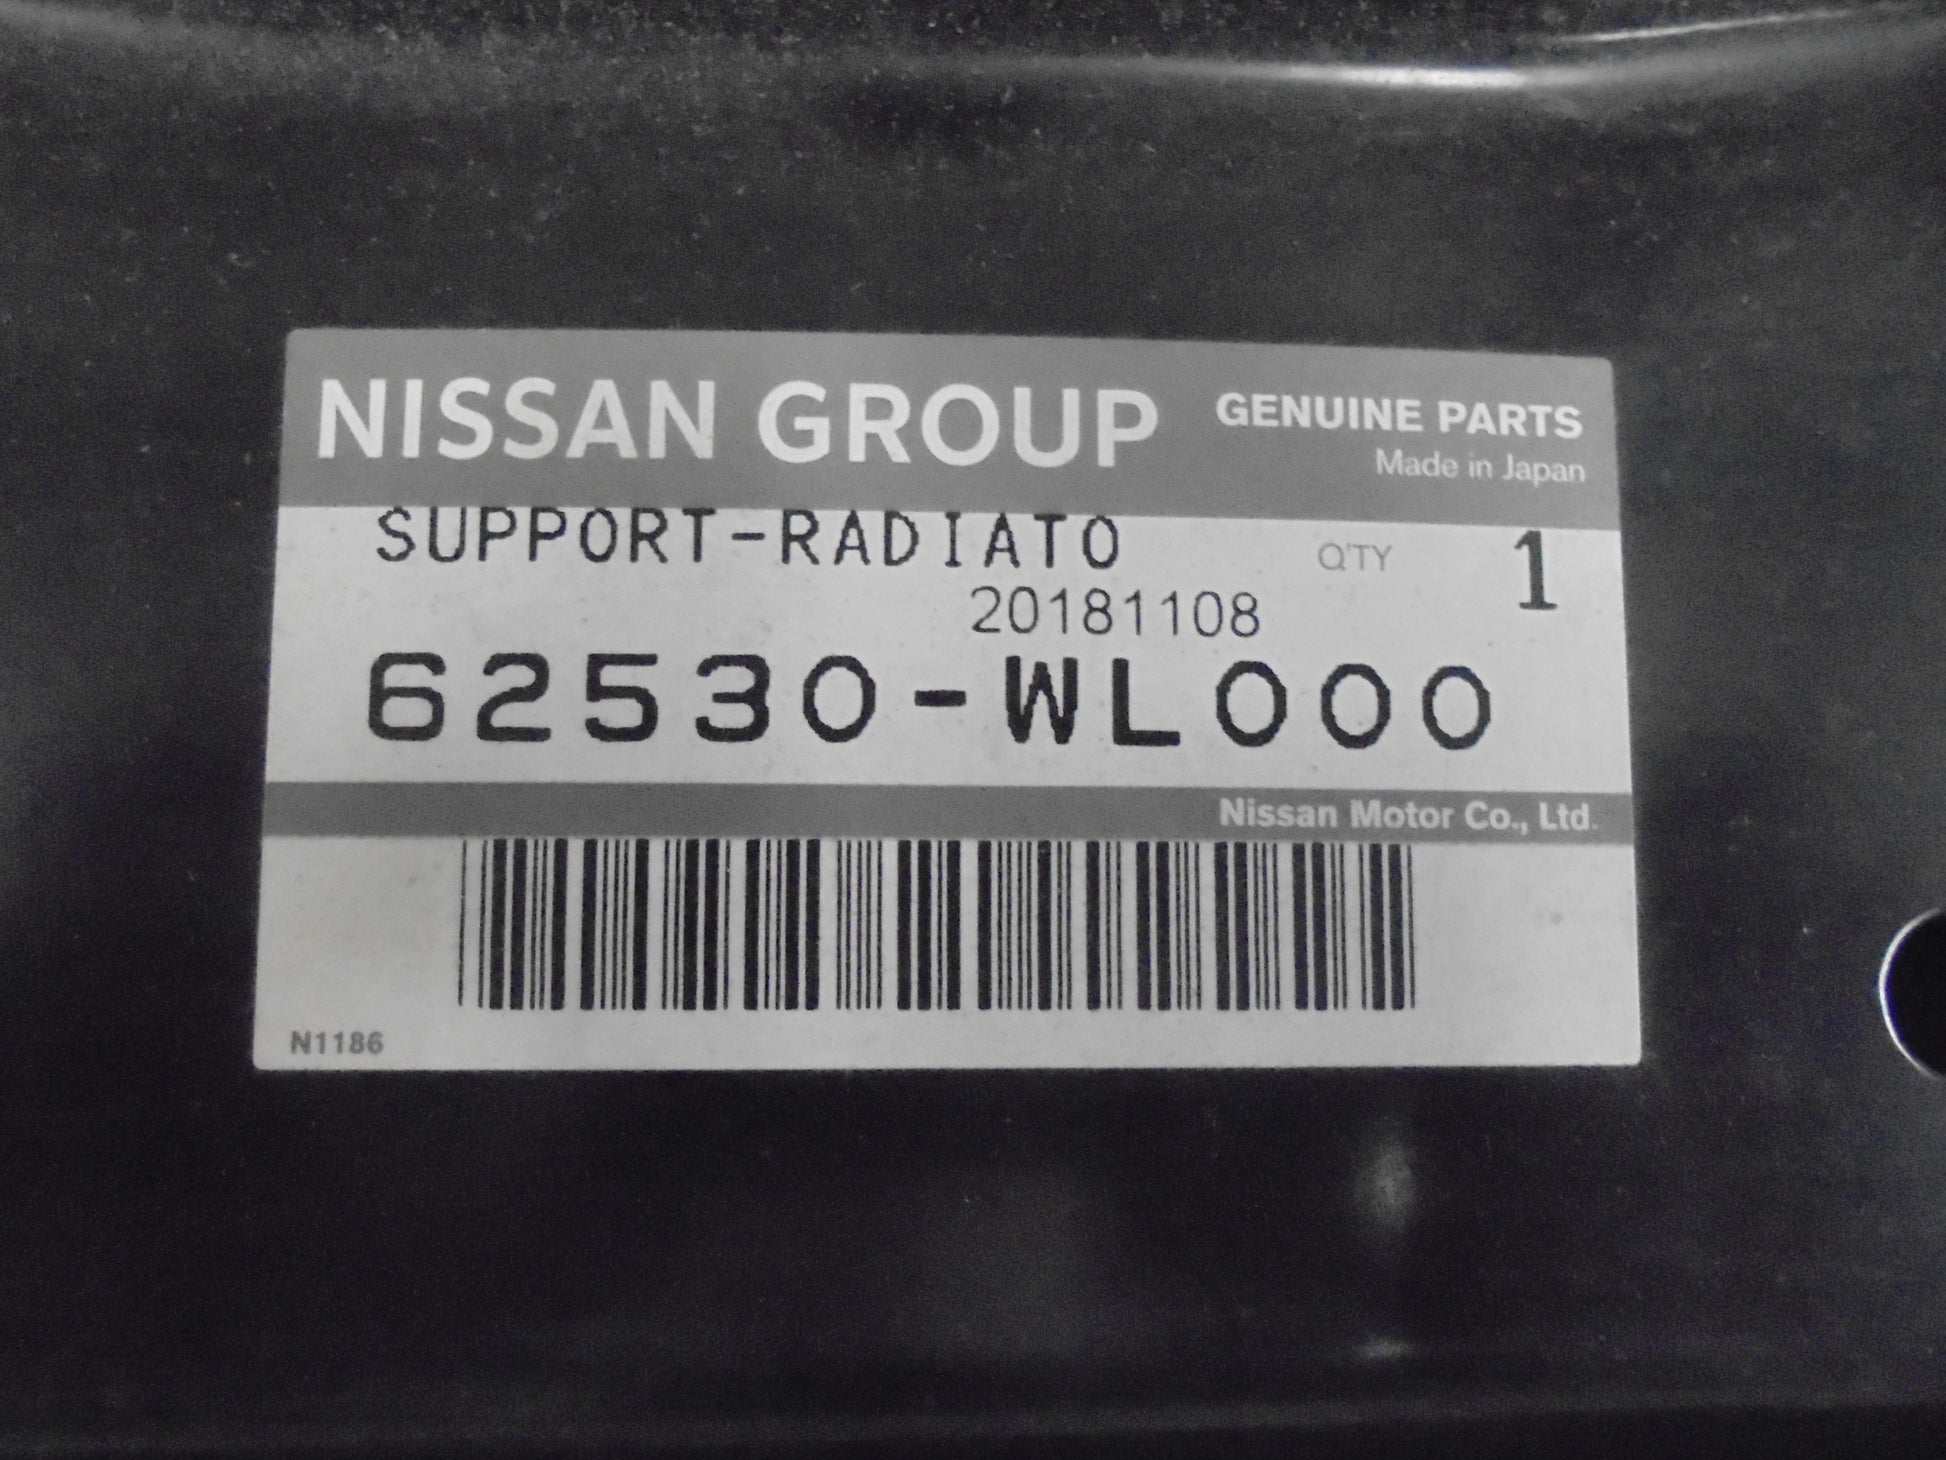 NISSAN GROUP
GENUINE PARTS
Made in Japan
SUPPORT-RADIATO
Q'TY 1
20181108
62530-WL000
Nissan Motor Co., Ltd.
N1186